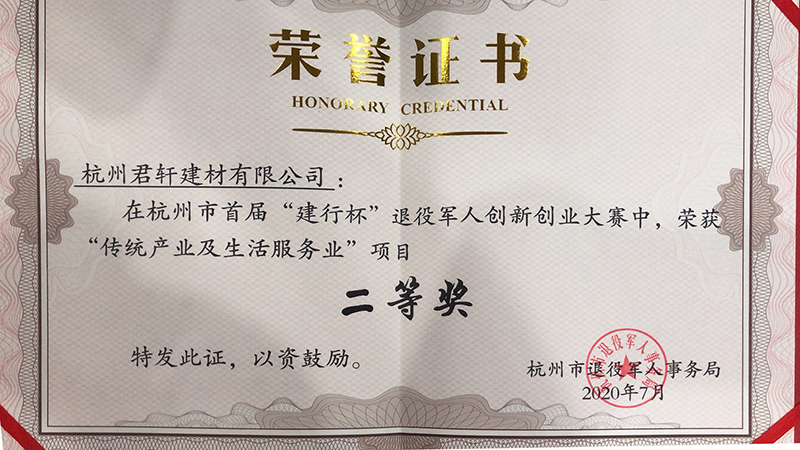 荣誉证书
HONORARY CREDENTIAL
杭州君轩建材有限公司：
在杭州市首届“建行杯”退役军人创新创业大赛中，荣获
“传统产业及生活服务业”项目
二等奖
特发此证，以资鼓励。
杭州市退役军人事务局
2020年7月